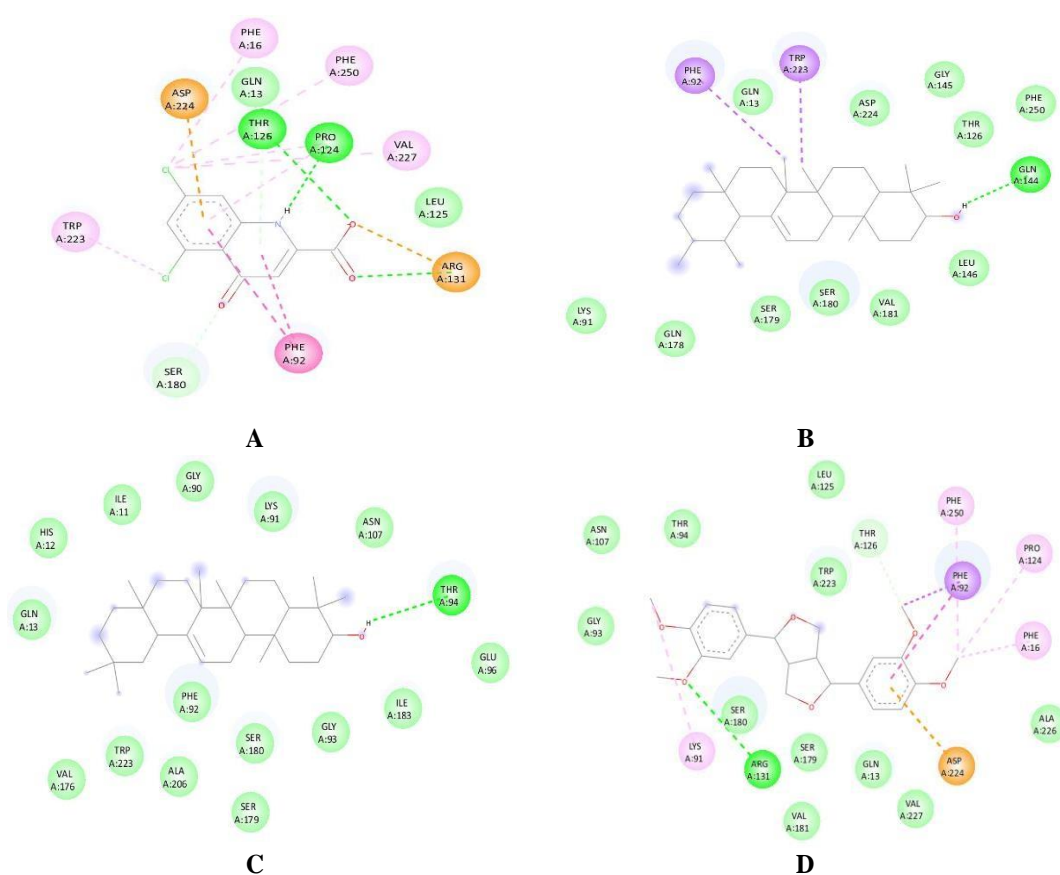 PHE
A:16
PHE
A:250
GLN
A:13
ASP
A:224
THR
A:126
PRO
A:124
VAL
A:227
Cl
H
N
LEU
A:125
TRP
A:223
O
ARG
A:131
Cl
O
O
PHE
A:92
SER
A:180
A
TRP
A:223
PHE
A:92
GLN
A:13
GLY
A:145
ASP
A:224
PHE
A:250
THR
A:126
GLN
A:144
H
O
LEU
A:146
SER
A:180
VAL
A:181
SER
A:179
LYS
A:91
GLN
A:178
B
GLY
A:90
ILE
A:11
LYS
A:91
HIS
A:12
ASN
A:107
THR
A:94
GLN
A:13
H
O
GLU
A:96
PHE
A:92
ILE
A:183
GLY
A:93
SER
A:180
TRP
A:223
ALA
A:206
VAL
A:176
SER
A:179
C
LEU
A:125
PHE
A:250
ASN
A:107
THR
A:94
THR
A:126
PRO
A:124
TRP
A:223
PHE
A:92
GLY
A:93
O
O
O
PHE
A:16
O
O
O
SER
A:180
ALA
A:226
LYS
A:91
ARG
A:131
SER
A:179
GLN
A:13
ASP
A:224
VAL
A:181
VAL
A:227
D